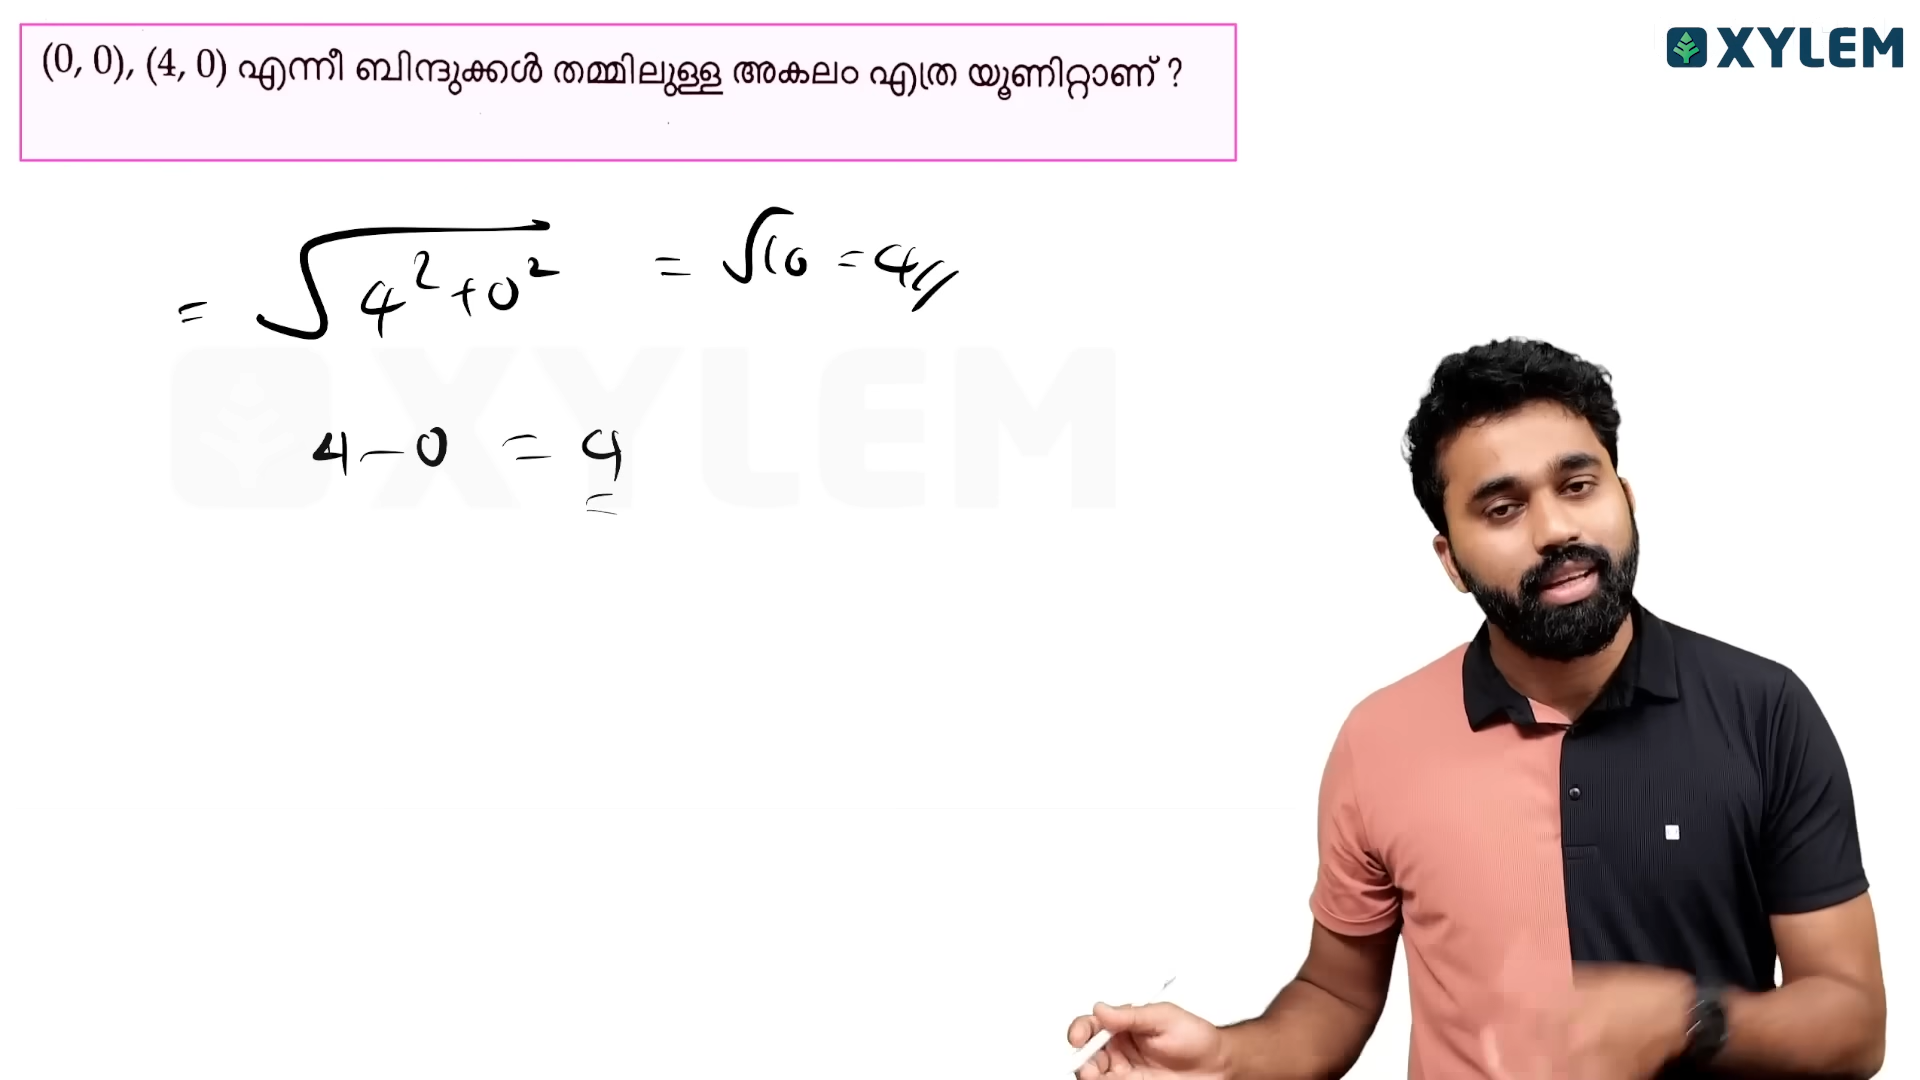 (0, 0), (4, 0) എന്നീ ബിന്ദുക്കൾ തമ്മിലുള്ള അകലം എത്ര യൂണിറ്റാണ് ?
XYLEM
= √4² + 0² = √16 = 4//
XYLEM
4 - 0 = 4